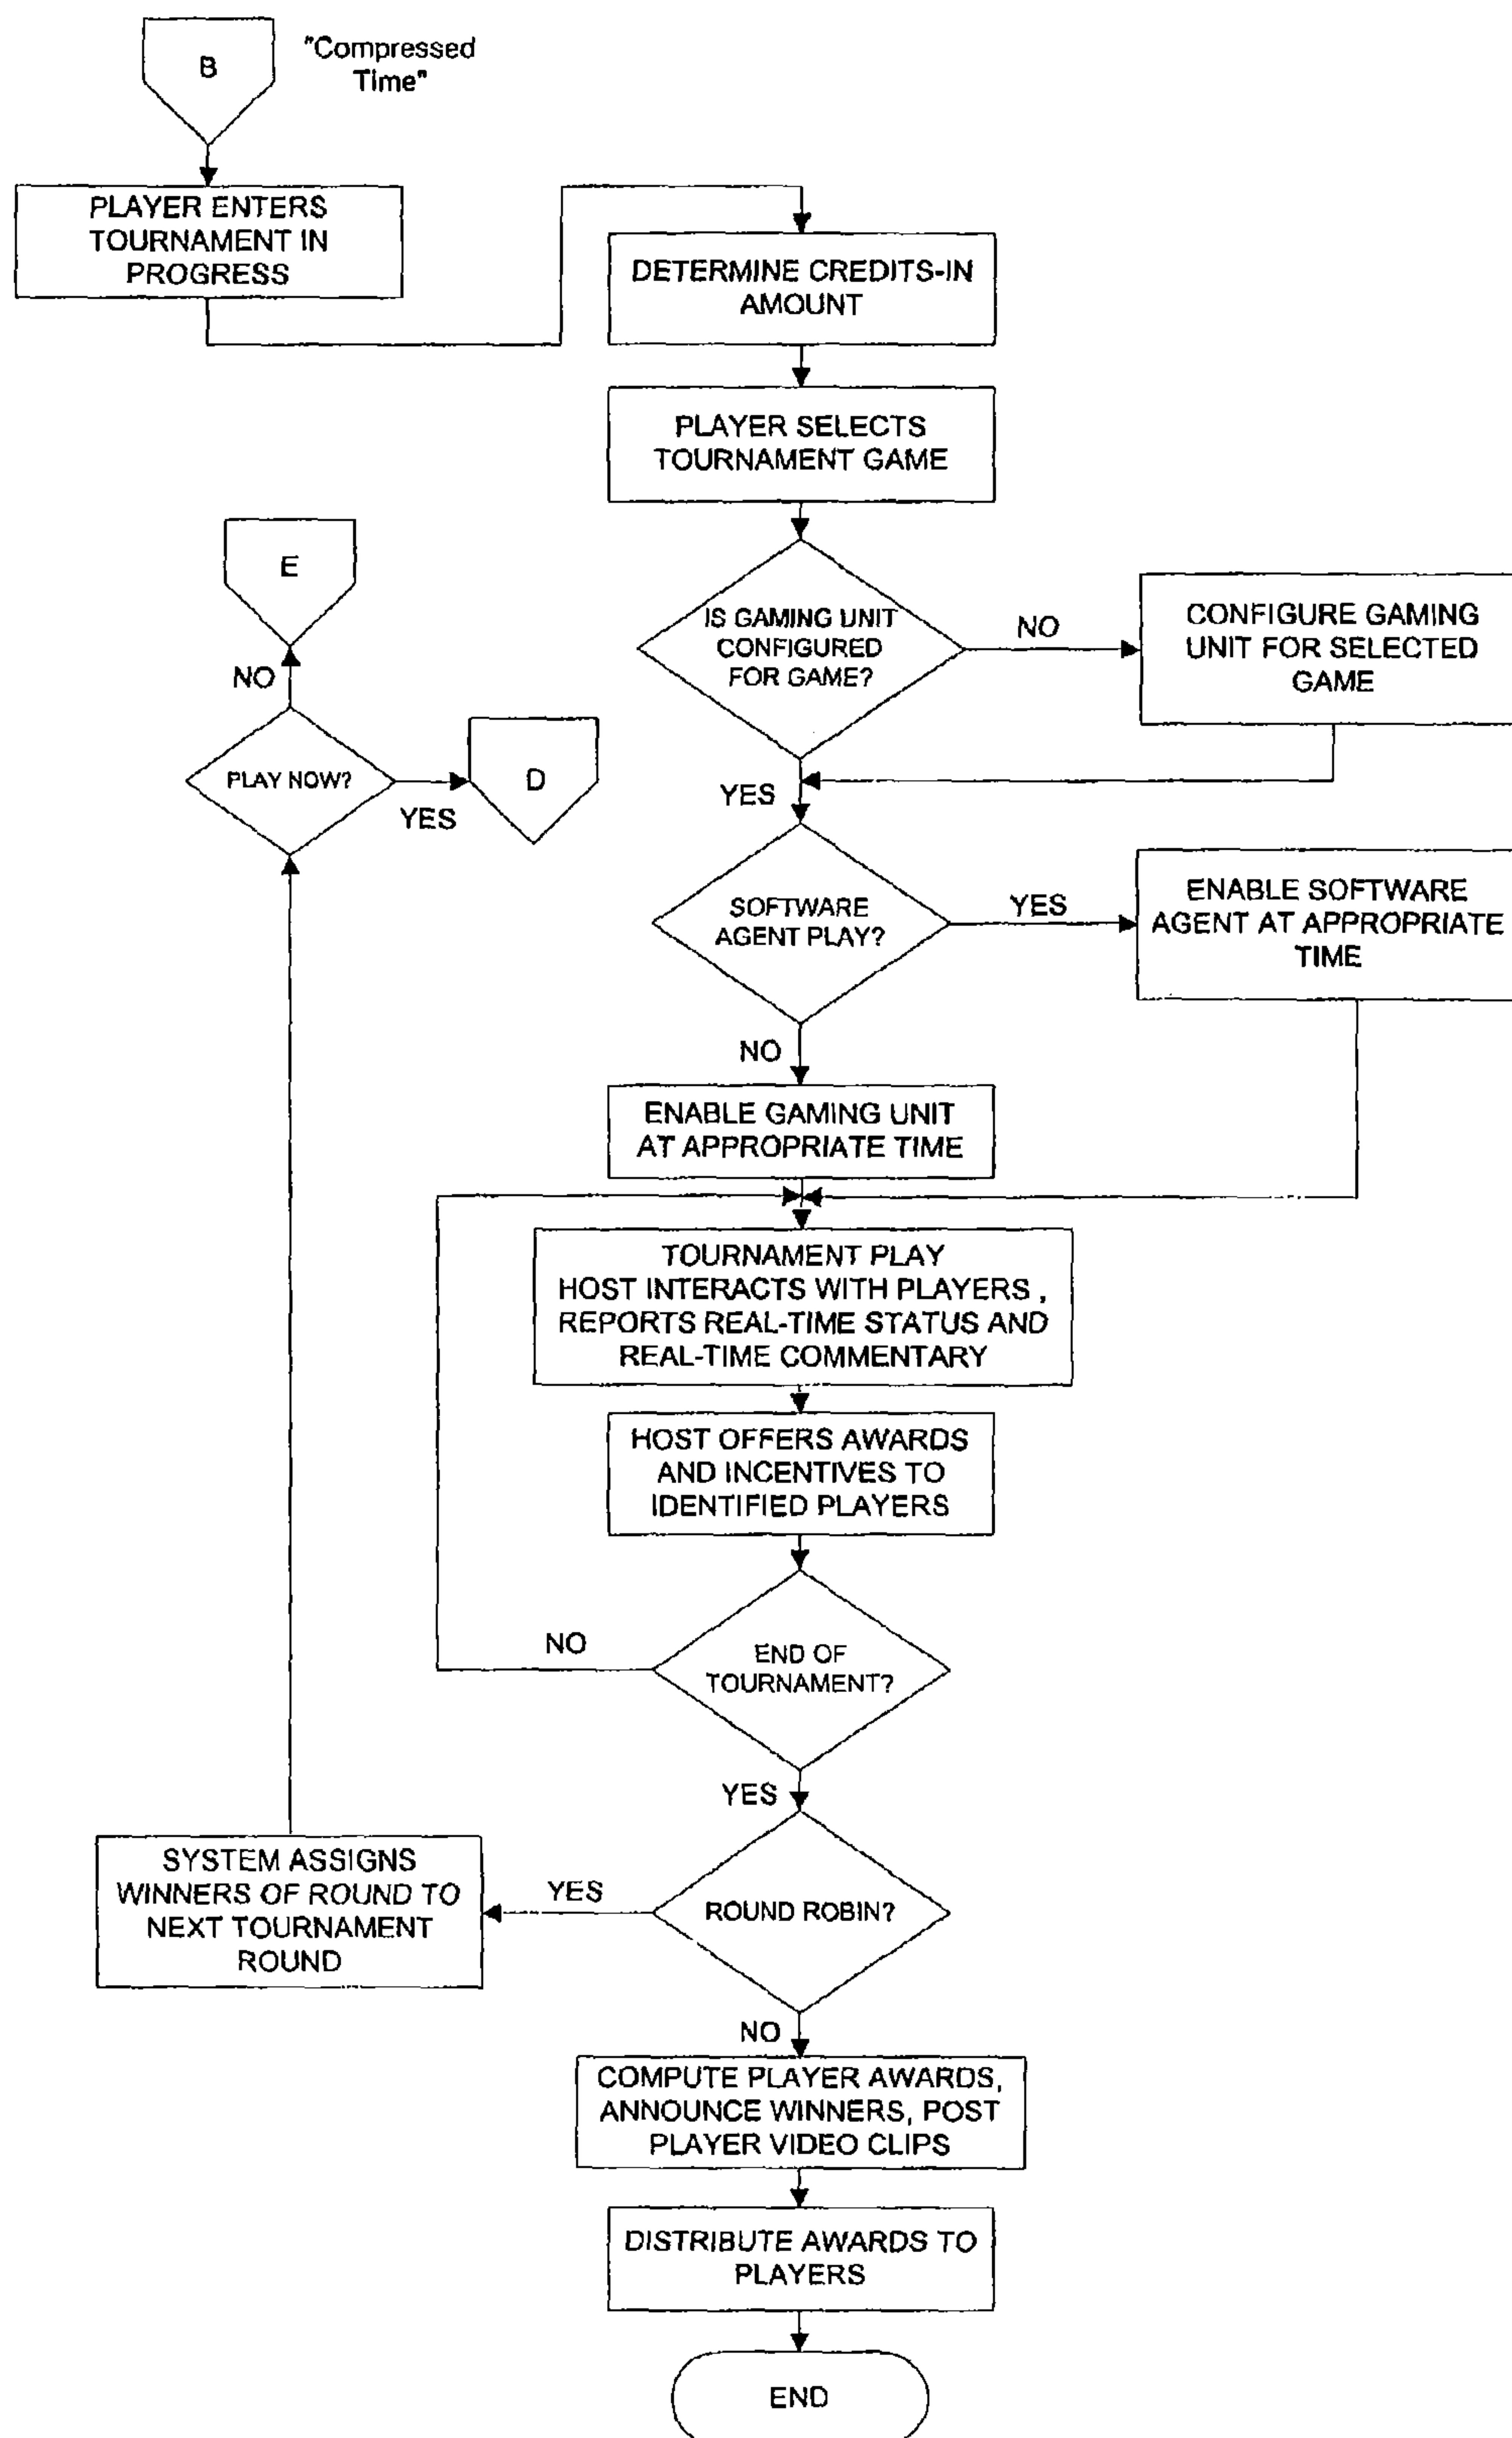 B
"Compressed
Time"
PLAYER ENTERS
TOURNAMENT IN
PROGRESS
DETERMINE CREDITS-IN
AMOUNT
PLAYER SELECTS
TOURNAMENT GAME
IS GAMING UNIT
CONFIGURED
FOR GAME?
NO
CONFIGURE GAMING
UNIT FOR SELECTED
GAME
YES
E
NO
PLAY NOW?
YES
D
SOFTWARE
AGENT PLAY?
YES
ENABLE SOFTWARE
AGENT AT APPROPRIATE
TIME
NO
ENABLE GAMING UNIT
AT APPROPRIATE TIME
TOURNAMENT PLAY
HOST INTERACTS WITH PLAYERS ,
REPORTS REAL-TIME STATUS AND
REAL-TIME COMMENTARY
HOST OFFERS AWARDS
AND INCENTIVES TO
IDENTIFIED PLAYERS
NO
END OF
TOURNAMENT?
YES
ROUND ROBIN?
YES
SYSTEM ASSIGNS
WINNERS OF ROUND TO
NEXT TOURNAMENT
ROUND
NO
COMPUTE PLAYER AWARDS,
ANNOUNCE WINNERS, POST
PLAYER VIDEO CLIPS
DISTRIBUTE AWARDS TO
PLAYERS
END